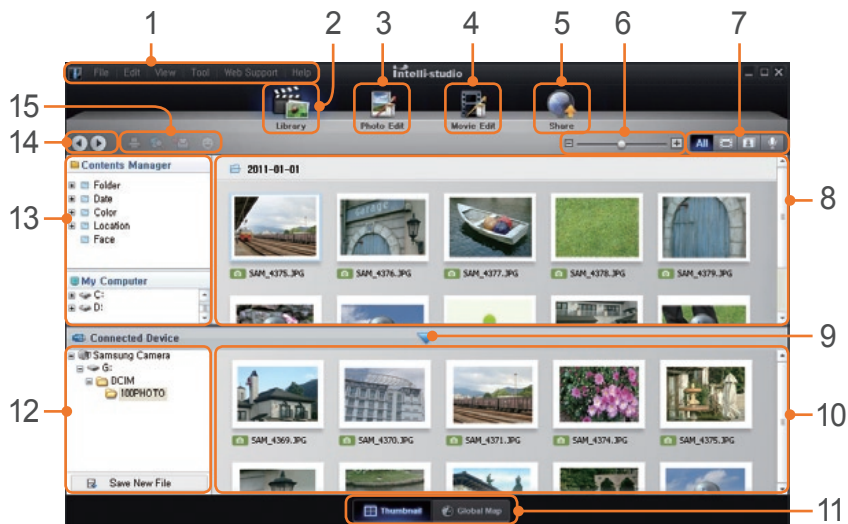 1 2 3 4 5 6 7
File Edit View Tool Web Support Help
intelli-studio
Library Photo Edit Movie Edit Share
15
14
All
Contents Manager
2011-01-01
Folder
Date
Color
Location
Face
13
8
SAM_4375.JPG SAM_4376.JPG SAM_4377.JPG SAM_4378.JPG SAM_4379.JPG
My Computer
C:
D:
Connected Device
9
Samsung Camera
G:
DCIM
100PHOTO
12
10
SAM_4369.JPG SAM_4370.JPG SAM_4371.JPG SAM_4374.JPG SAM_4375.JPG
Save New File
Thumbnail Global Map
11